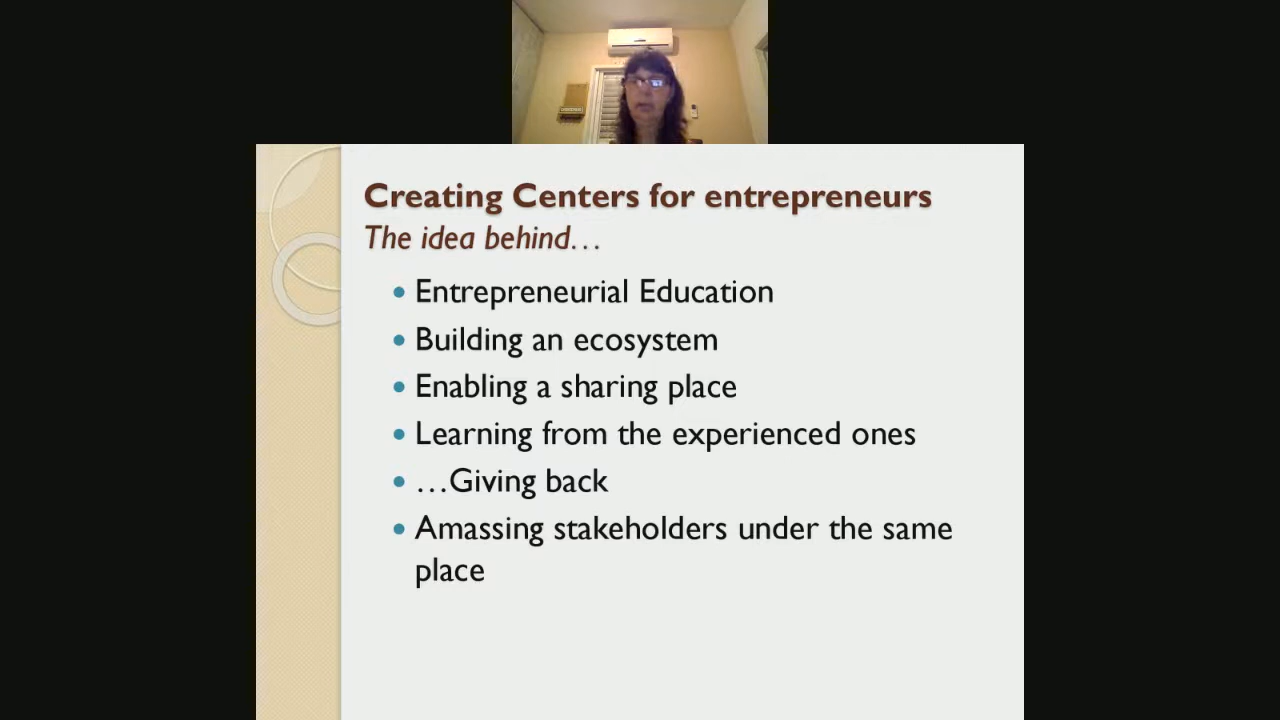 Creating Centers for entrepreneurs
The idea behind…
• Entrepreneurial Education
• Building an ecosystem
• Enabling a sharing place
• Learning from the experienced ones
• …Giving back
• Amassing stakeholders under the same
place